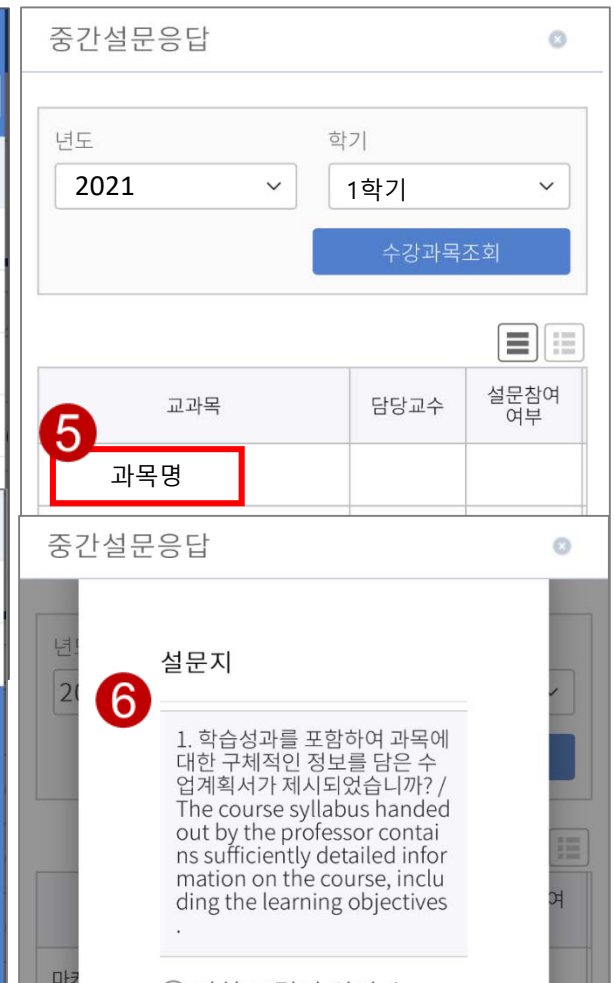 중간설문응답
년도 학기
2021 1학기
수강과목조회
교과목 담당교수 설문참여
여부
5
과목명
중간설문응답
설문지
6
1. 학습성과를 포함하여 과목에
대한 구체적인 정보를 담은 수
업계획서가 제시되었습니까? /
The course syllabus handed
out by the professor contai
ns sufficiently detailed infor
mation on the course, inclu
ding the learning objectives
.